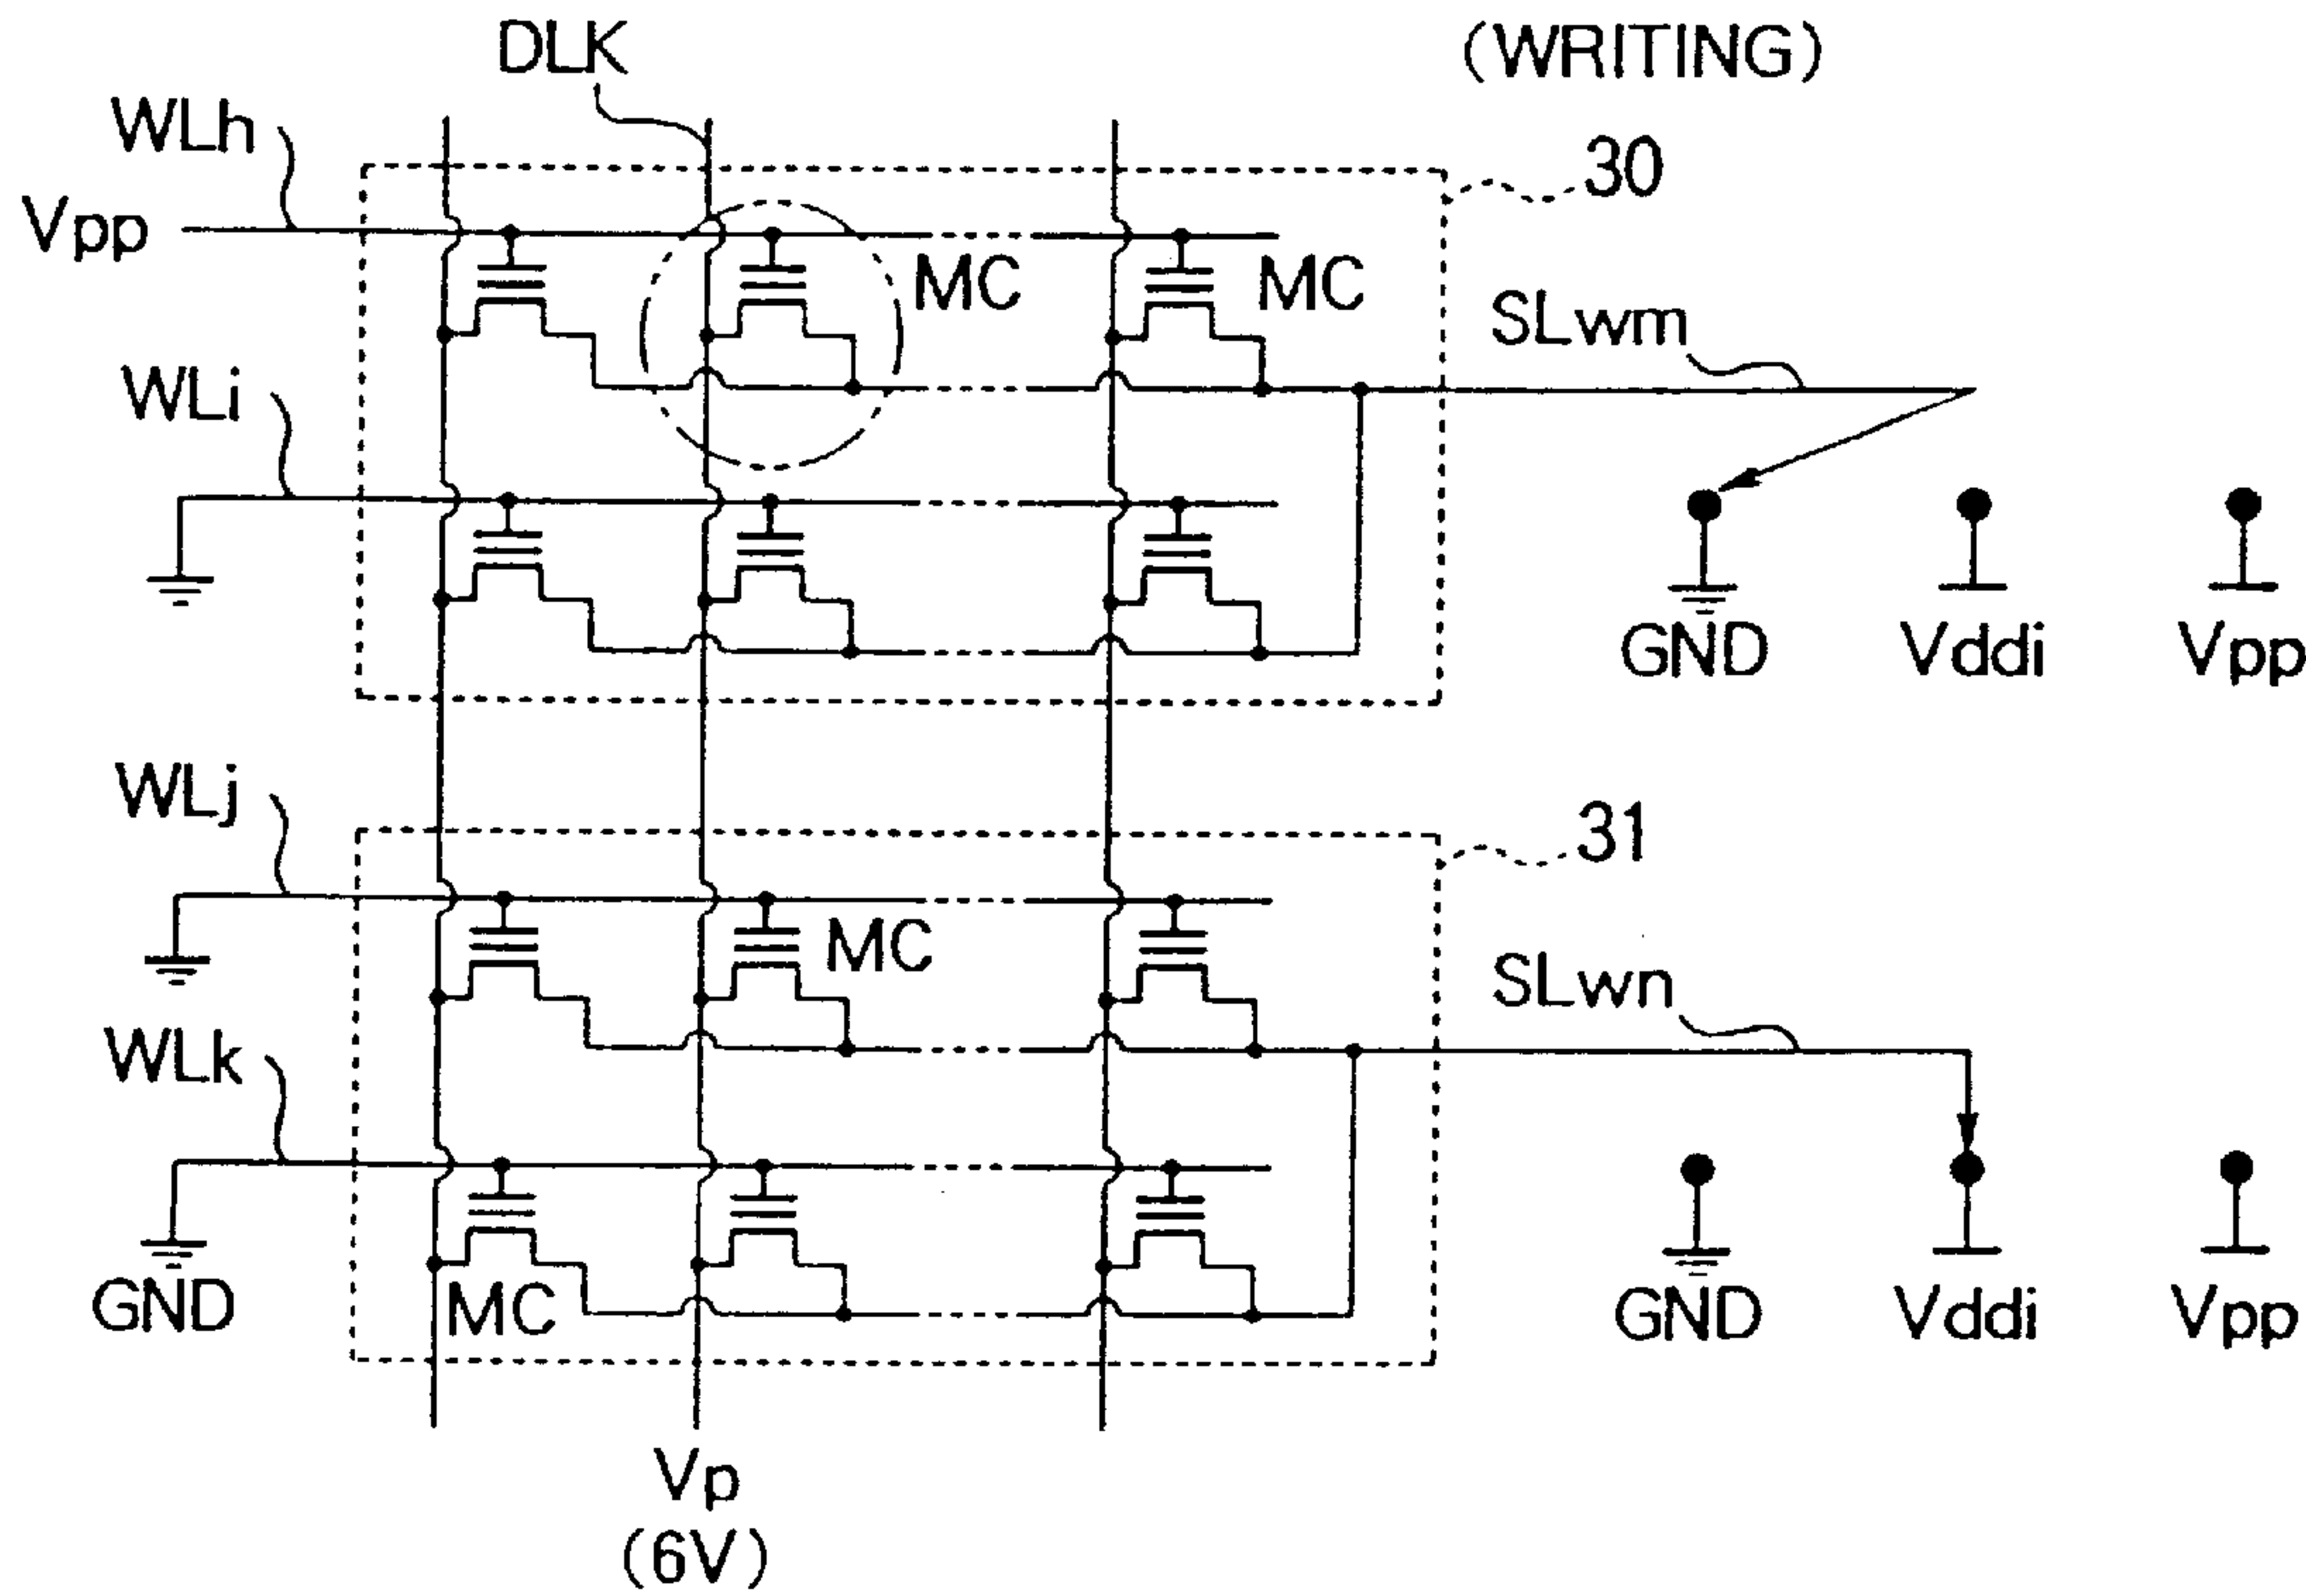 DLK
(WRITING)
WLh
30
Vpp
MC
MC
SLwm
WLi
GND
Vddi
Vpp
WLj
31
MC
SLwn
WLk
GND
MC
GND
Vddi
Vpp
Vp
(6V)